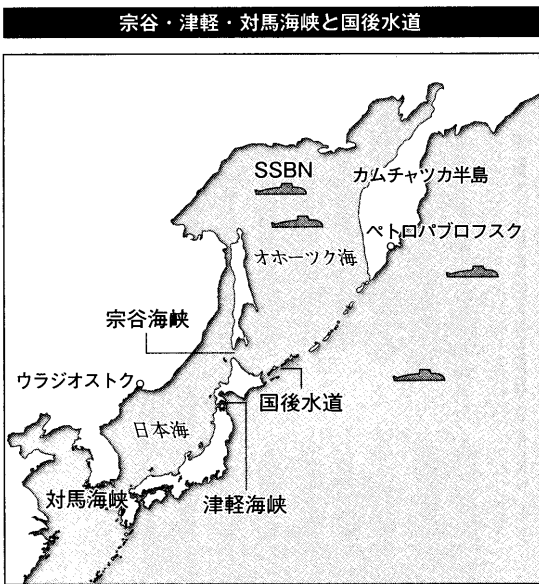 宗谷・津軽・対馬海峡と国後水道
SSBN
カムチャツカ半島
ペトロパブロフスク
オホーツク海
宗谷海峡
ウラジオストク
国後水道
日本海
対馬海峡
津軽海峡